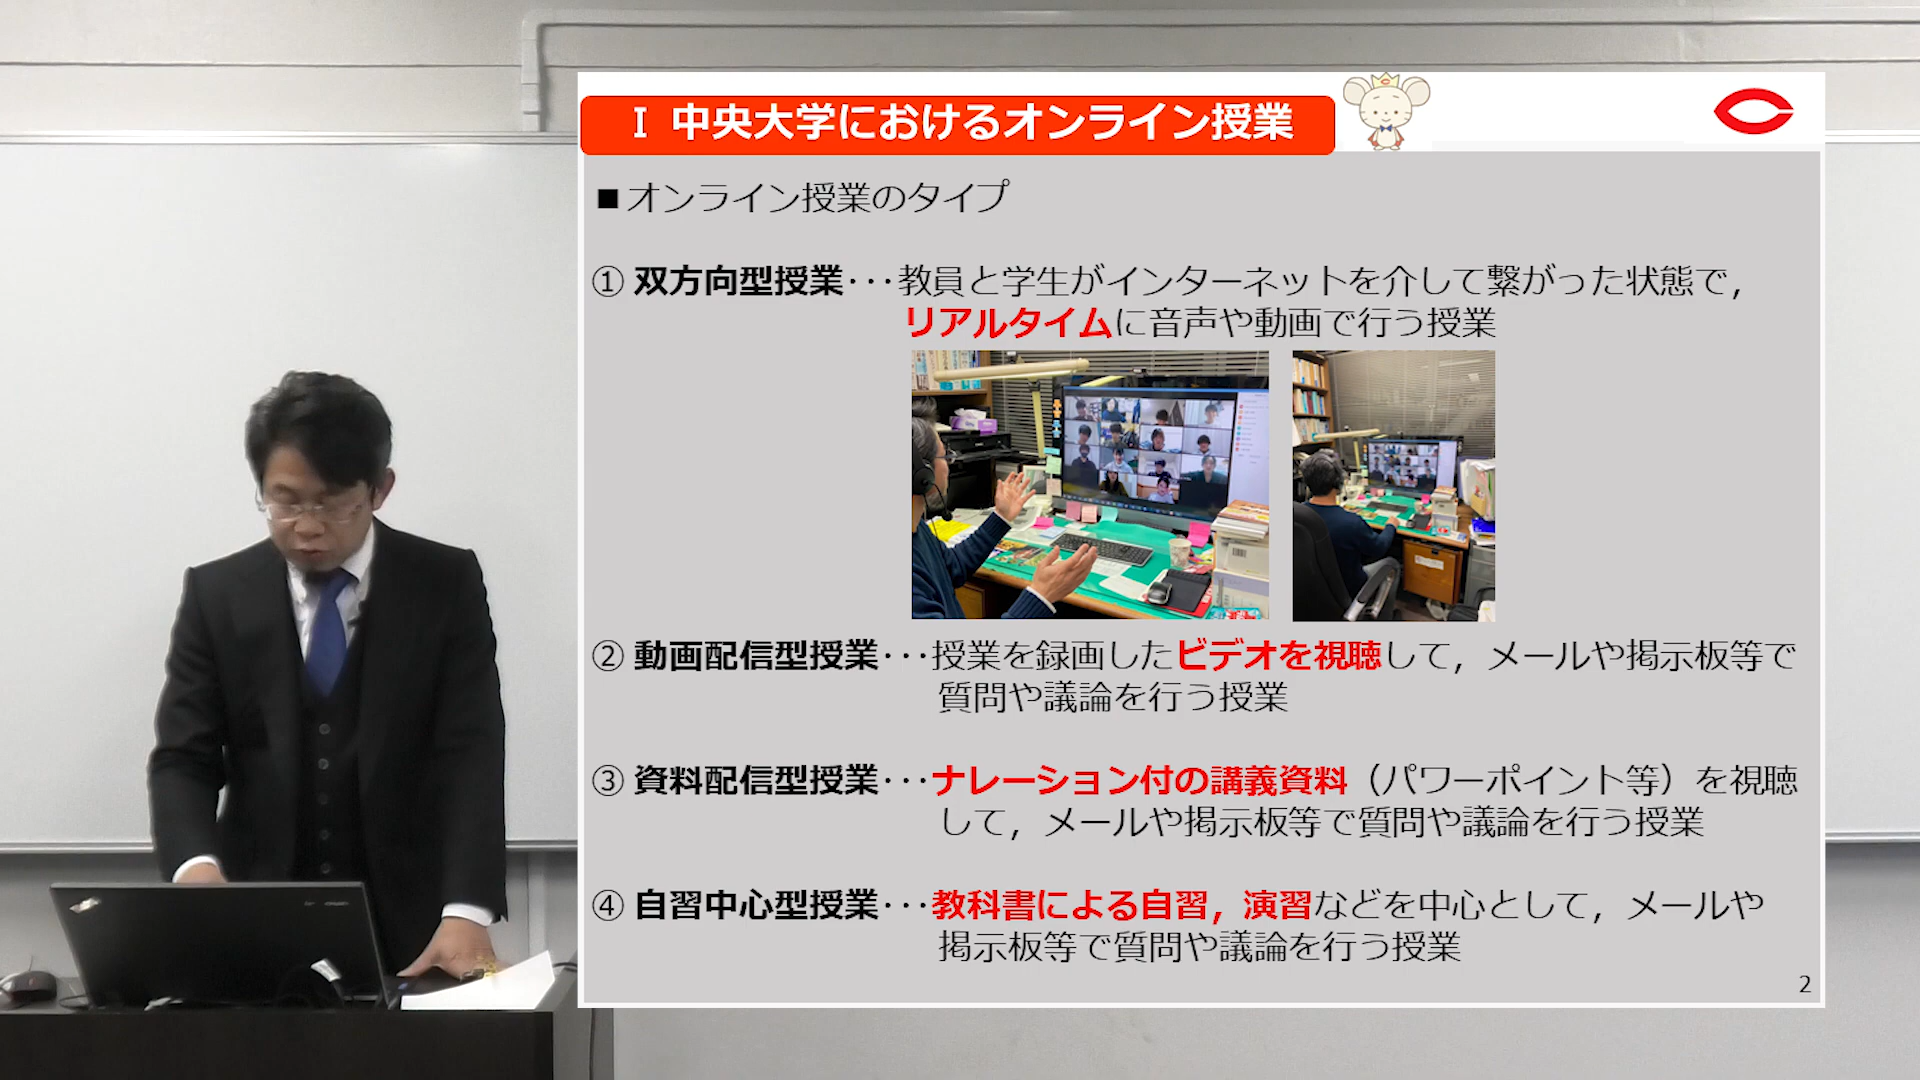 I 中央大学におけるオンライン授業
■オンライン授業のタイプ
① 双方向型授業･･･教員と学生がインターネットを介して繋がった状態で，
リアルタイムに音声や動画で行う授業
② 動画配信型授業･･･授業を録画したビデオを視聴して，メールや掲示板等で
質問や議論を行う授業
③ 資料配信型授業･･･ナレーション付の講義資料（パワーポイント等）を視聴
して，メールや掲示板等で質問や議論を行う授業
④ 自習中心型授業･･･教科書による自習，演習などを中心として，メールや
掲示板等で質問や議論を行う授業
2